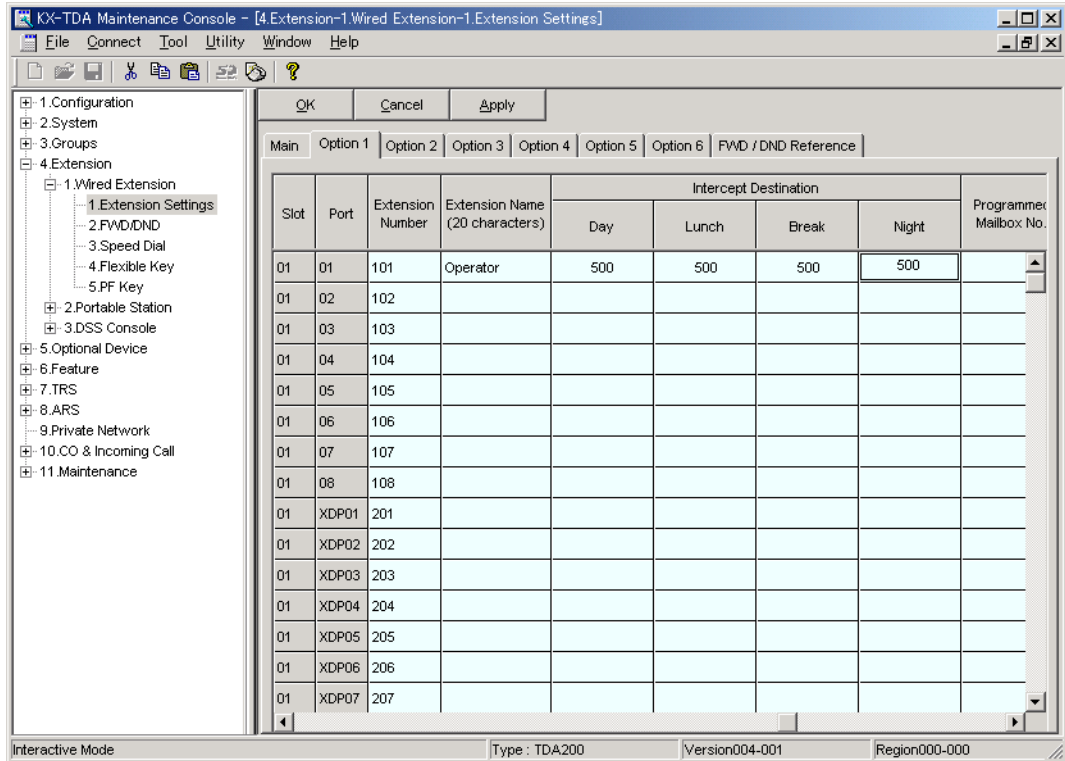 KX-TDA Maintenance Console - [4.Extension-1.Wired Extension-1.Extension Settings]
File Connect Tool Utility Window Help
1.Configuration
2.System
3.Groups
4.Extension
1.Wired Extension
1.Extension Settings
2.FWD/DND
3.Speed Dial
4.Flexible Key
5.PF Key
2.Portable Station
3.DSS Console
5.Optional Device
6.Feature
7.TRS
8.ARS
9.Private Network
10.CO & Incoming Call
11.Maintenance
OK Cancel Apply
Main Option 1 Option 2 Option 3 Option 4 Option 5 Option 6 FWD / DND Reference
Slot Port Extension Number Extension Name (20 characters) Intercept Destination Programmed Mailbox No.
Day Lunch Break Night
01 01 101 Operator 500 500 500 500
01 02 102
01 03 103
01 04 104
01 05 105
01 06 106
01 07 107
01 08 108
01 XDP01 201
01 XDP02 202
01 XDP03 203
01 XDP04 204
01 XDP05 205
01 XDP06 206
01 XDP07 207
Interactive Mode Type : TDA200 Version004-001 Region000-000